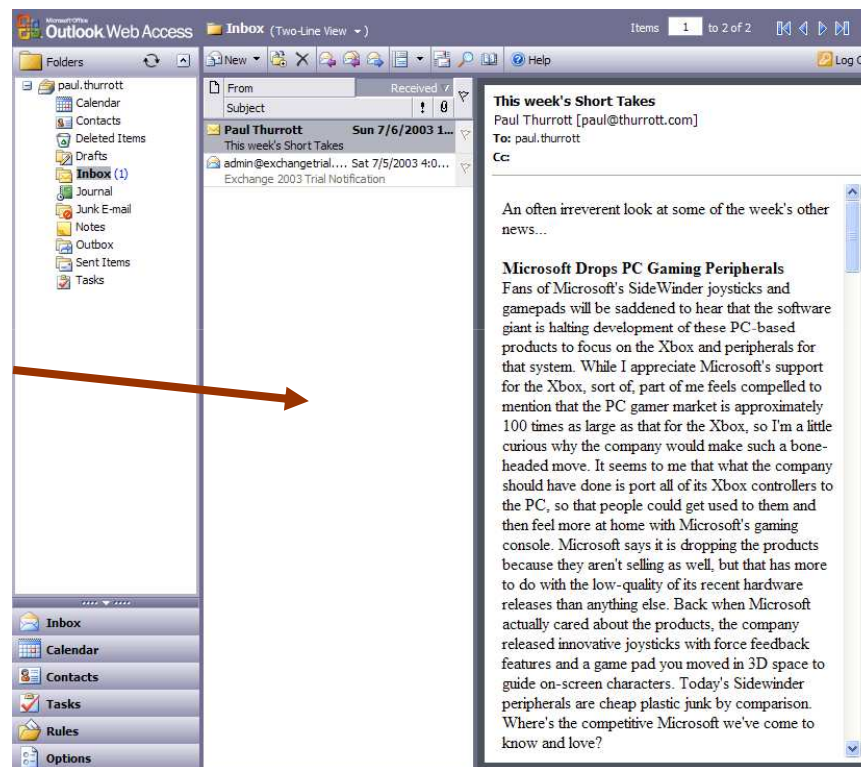 Microsoft Office
Outlook Web Access
Inbox (Two-Line View)
Items 1 to 2 of 2
Folders
New
Help
Log
paul.thurrott
Calendar
Contacts
Deleted Items
Drafts
Inbox (1)
Journal
Junk E-mail
Notes
Outbox
Sent Items
Tasks
Inbox
Calendar
Contacts
Tasks
Rules
Options
From Received
Subject
Paul Thurrott Sun 7/6/2003 1...
This week's Short Takes
admin@exchangetrial.... Sat 7/5/2003 4:0...
Exchange 2003 Trial Notification
This week's Short Takes
Paul Thurrott [paul@thurrott.com]
To: paul.thurrott
Cc:
An often irreverent look at some of the week's other
news...
Microsoft Drops PC Gaming Peripherals
Fans of Microsoft's SideWinder joysticks and
gamepads will be saddened to hear that the software
giant is halting development of these PC-based
products to focus on the Xbox and peripherals for
that system. While I appreciate Microsoft's support
for the Xbox, sort of, part of me feels compelled to
mention that the PC gamer market is approximately
100 times as large as that for the Xbox, so I'm a little
curious why the company would make such a bone-
headed move. It seems to me that what the company
should have done is port all of its Xbox controllers to
the PC, so that people could get used to them and
then feel more at home with Microsoft's gaming
console. Microsoft says it is dropping the products
because they aren't selling as well, but that has more
to do with the low-quality of its recent hardware
releases than anything else. Back when Microsoft
actually cared about the products, the company
released innovative joysticks with force feedback
features and a game pad you moved in 3D space to
guide on-screen characters. Today's Sidewinder
peripherals are cheap plastic junk by comparison.
Where's the competitive Microsoft we've come to
know and love?